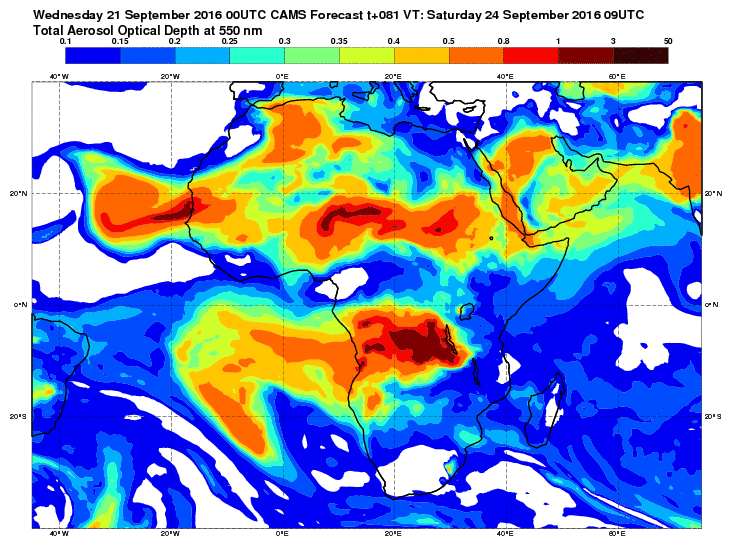 Wednesday 21 September 2016 00UTC CAMS Forecast t+081 VT: Saturday 24 September 2016 09UTC
Total Aerosol Optical Depth at 550 nm
0.1 0.15 0.2 0.25 0.3 0.35 0.4 0.5 0.8 1 3 50
40°W 20°W 0°E 20°E 40°E 60°E
20°N 20°N
0°N 0°N
20°S 20°S
40°W 20°W 0°E 20°E 40°E 60°E